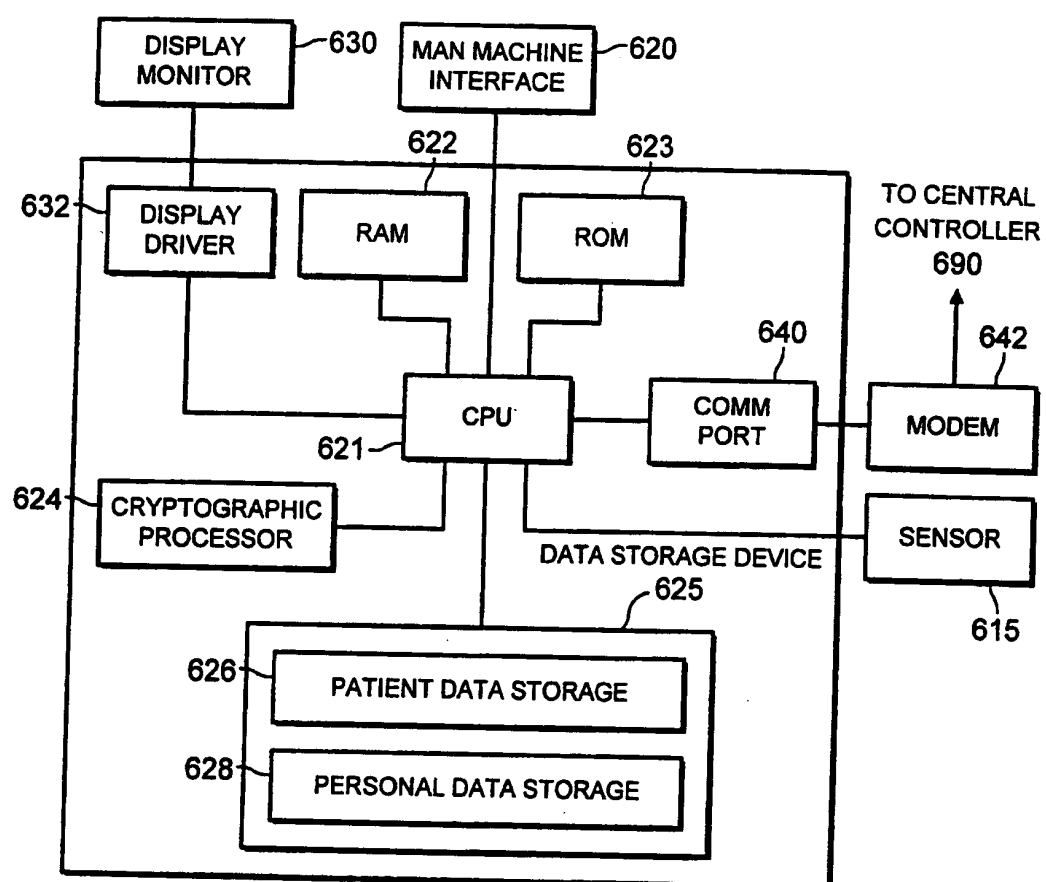 DISPLAY
MONITOR
630
MAN MACHINE
INTERFACE
620
622
623
632
DISPLAY
DRIVER
RAM
ROM
TO CENTRAL
CONTROLLER
690
640
642
CPU
621
COMM
PORT
MODEM
624
CRYPTOGRAPHIC
PROCESSOR
SENSOR
615
DATA STORAGE DEVICE
625
626
PATIENT DATA STORAGE
628
PERSONAL DATA STORAGE